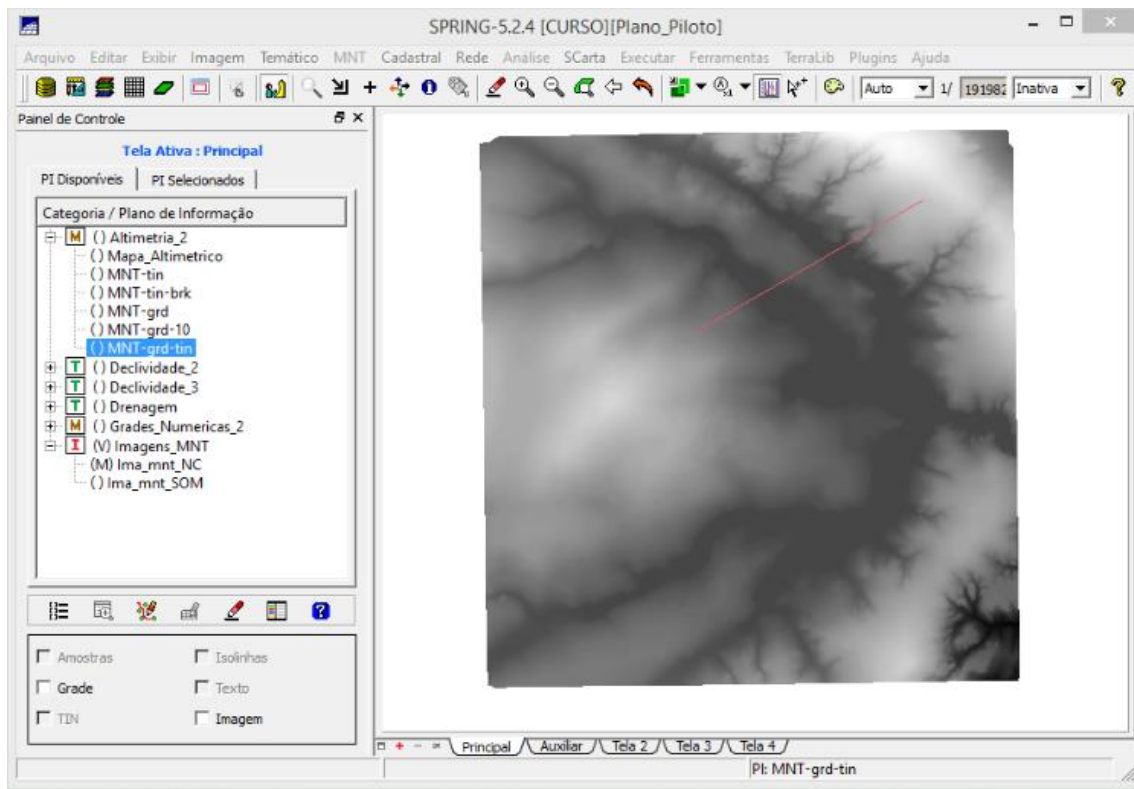 SPRING-5.2.4 [CURSO][Plano_Piloto]
Arquivo Editar Exibir Imagem Temático MNT Cadastral Rede Análise SCarta Executar Ferramentas TerraLib Plugins Ajuda
Auto 1/ 191982 Inativa
Painel de Controle
Tela Ativa : Principal
PI Disponíveis PI Selecionados
Categoria / Plano de Informação
M () Altimetria_2
() Mapa_Altimetrico
() MNT-tin
() MNT-tin-brk
() MNT-grd
() MNT-grd-10
() MNT-grd-tin
T () Declividade_2
T () Declividade_3
T () Drenagem
M () Grades_Numericas_2
I (V) Imagens_MNT
(M) Ima_mnt_NC
() Ima_mnt_SOM
Amostras Isolinhas
Grade Texto
TIN Imagem
Principal Auxiliar Tela 2 Tela 3 Tela 4
PI: MNT-grd-tin